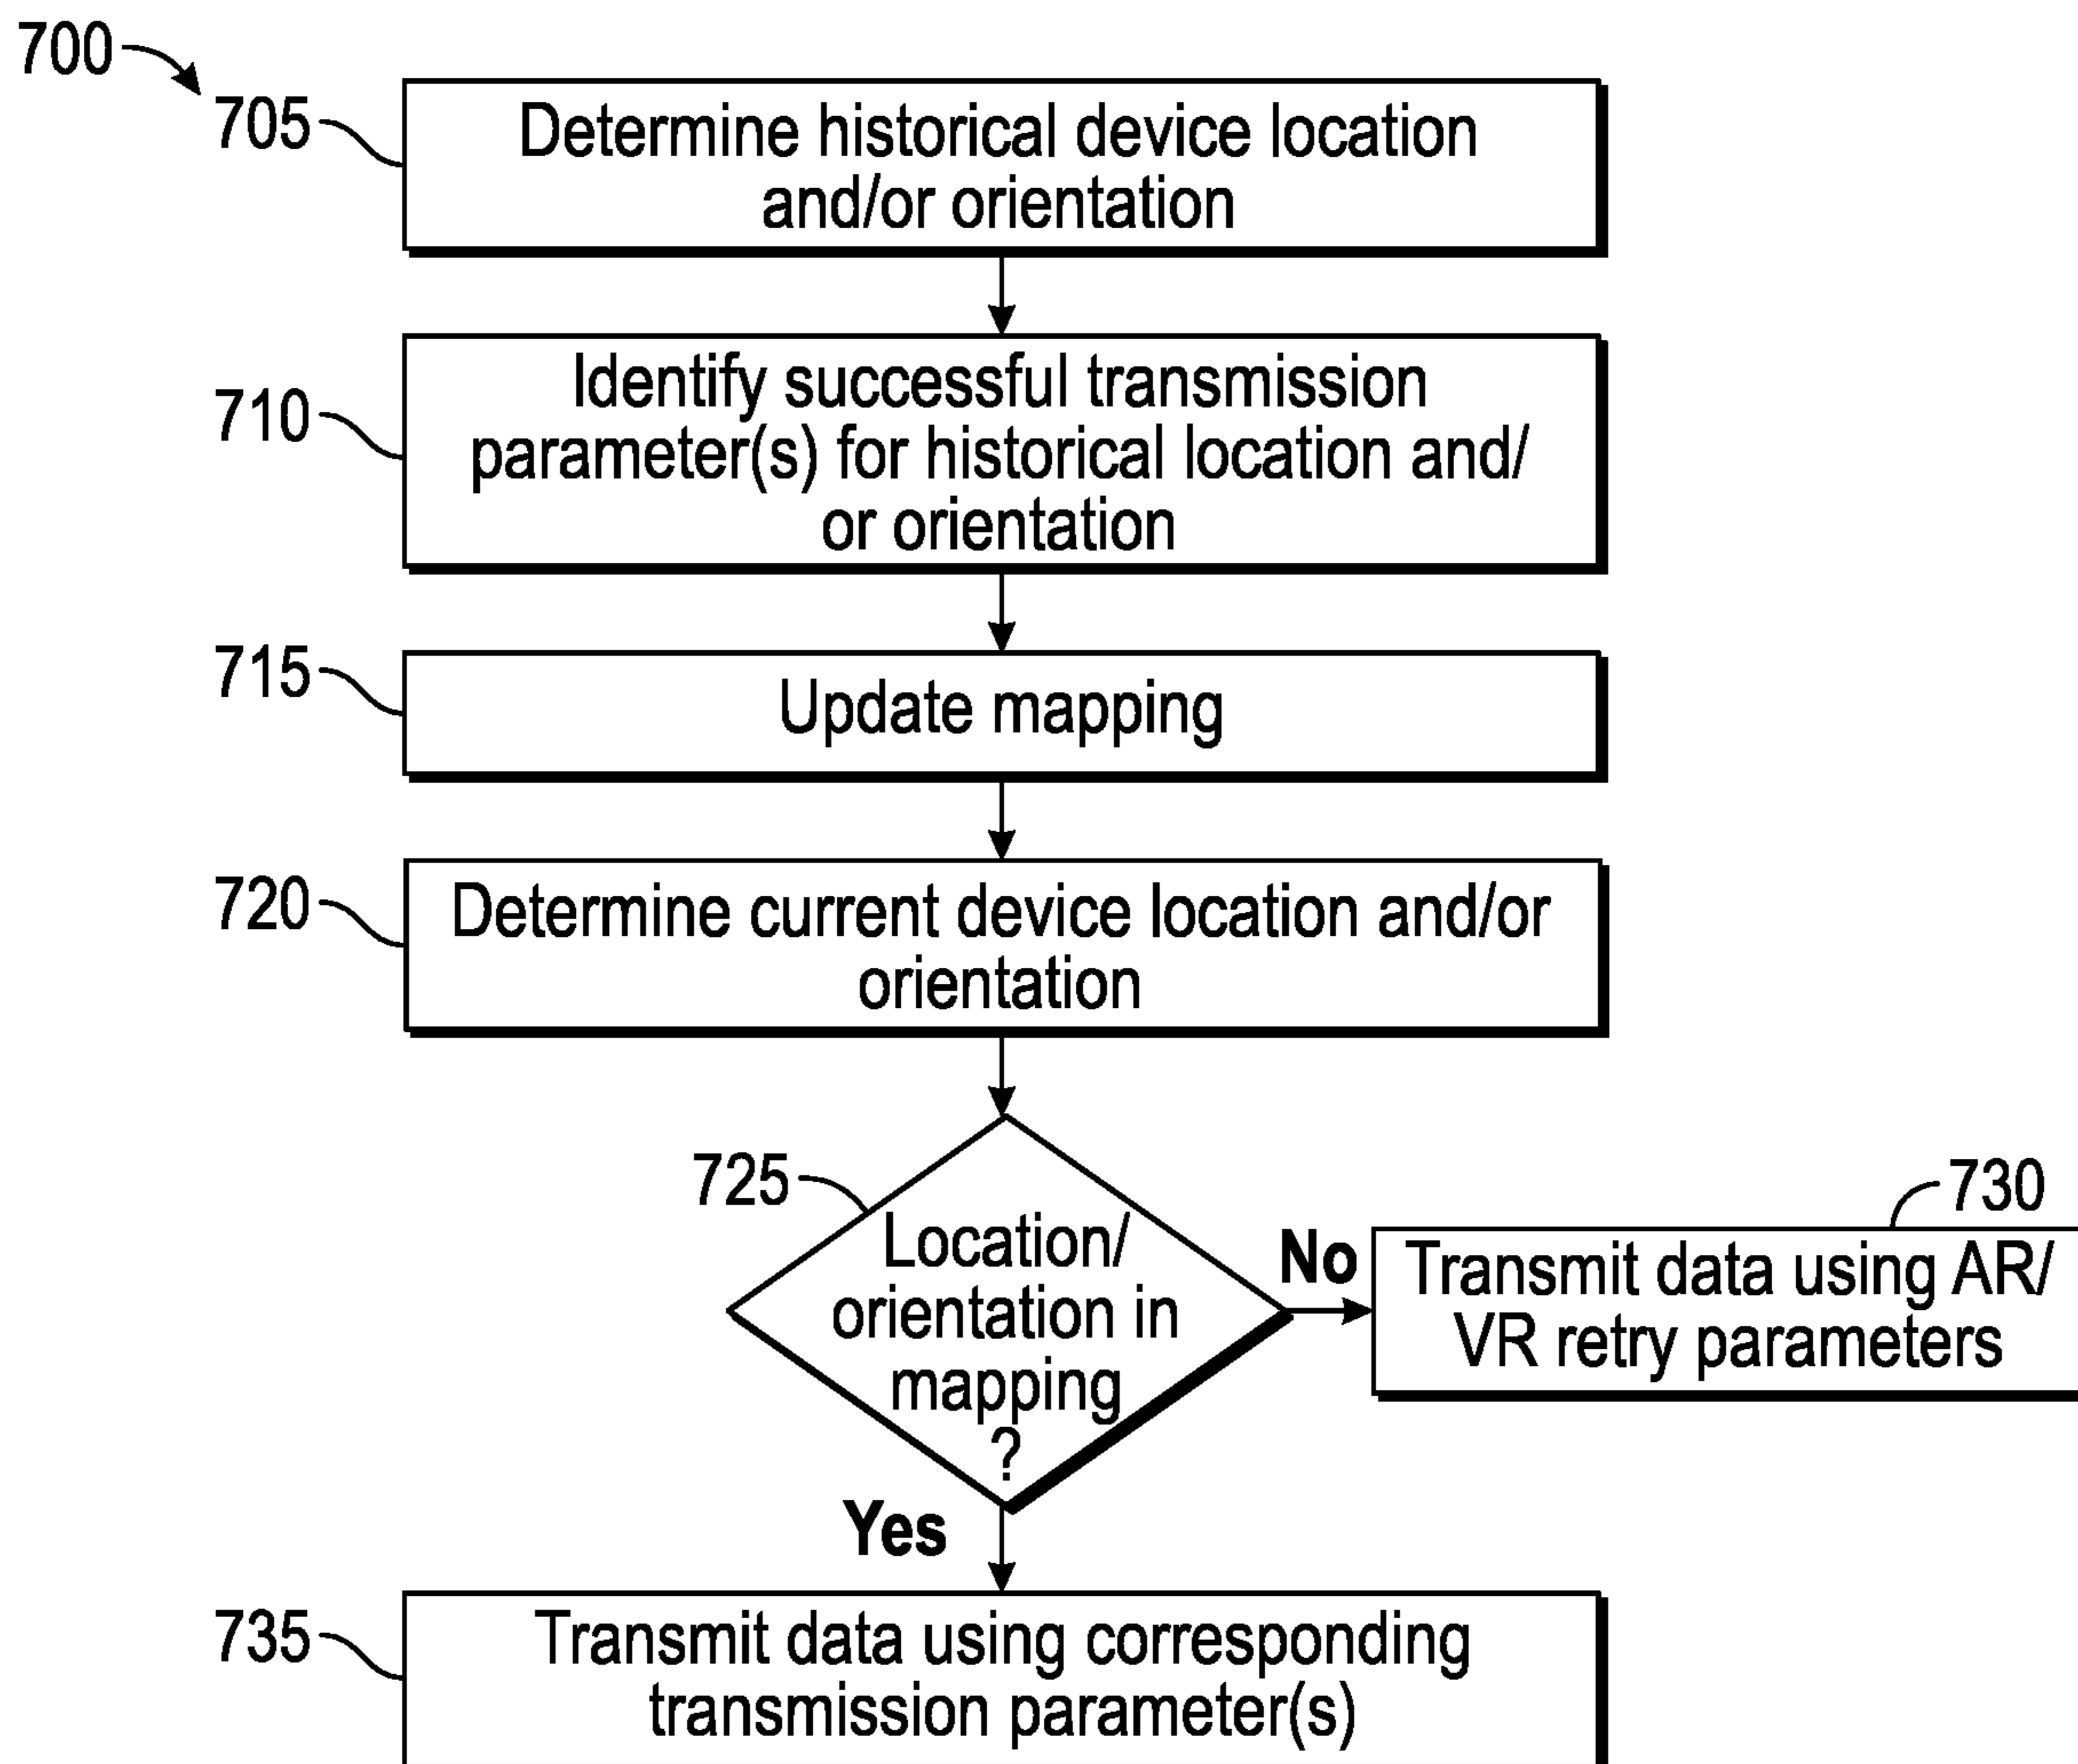 700
705
Determine historical device location
and/or orientation
710
Identify successful transmission
parameter(s) for historical location and/
or orientation
715
Update mapping
720
Determine current device location and/or
orientation
725
Location/
orientation in
mapping
?
No
730
Transmit data using AR/
VR retry parameters
Yes
735
Transmit data using corresponding
transmission parameter(s)